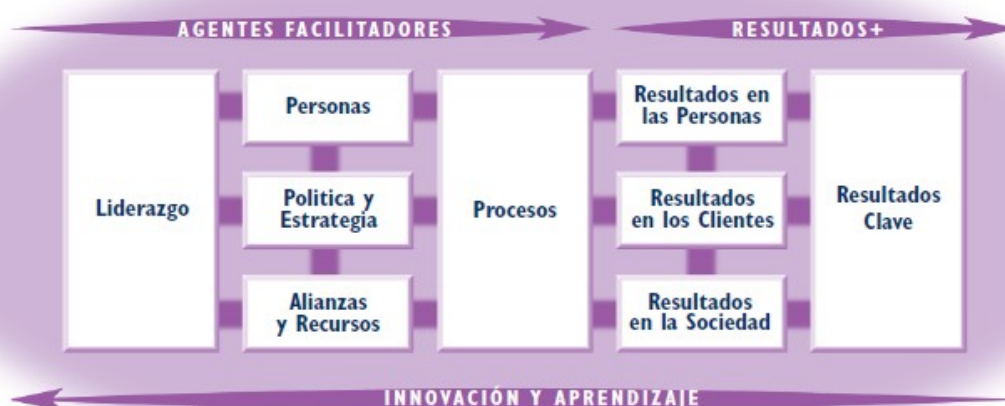 AGENTES FACILITADORES
RESULTADOS+
Liderazgo
Personas
Politica y
Estrategia
Alianzas
y Recursos
Procesos
Resultados en
las Personas
Resultados
en los Clientes
Resultados
en la Sociedad
Resultados
Clave
INNOVACIÓN Y APRENDIZAJE